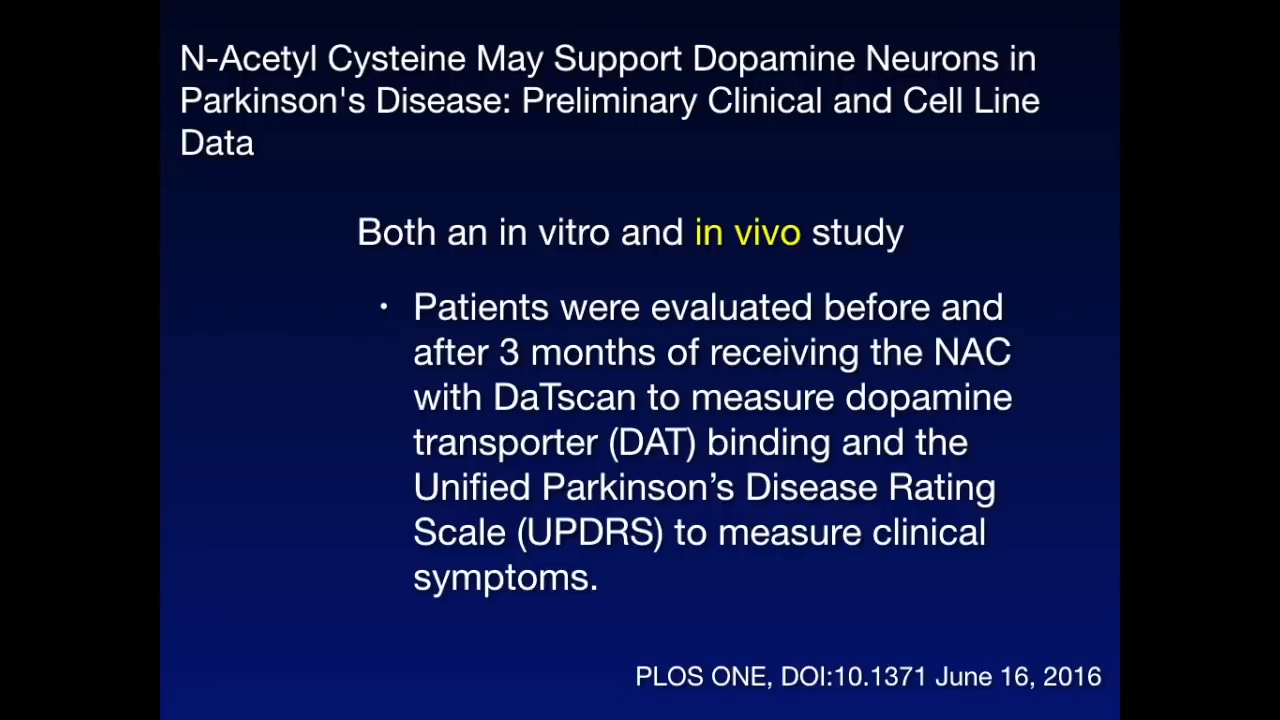 N-Acetyl Cysteine May Support Dopamine Neurons in
Parkinson's Disease: Preliminary Clinical and Cell Line
Data
Both an in vitro and in vivo study
• Patients were evaluated before and
after 3 months of receiving the NAC
with DaTscan to measure dopamine
transporter (DAT) binding and the
Unified Parkinson’s Disease Rating
Scale (UPDRS) to measure clinical
symptoms.
PLOS ONE, DOI:10.1371 June 16, 2016